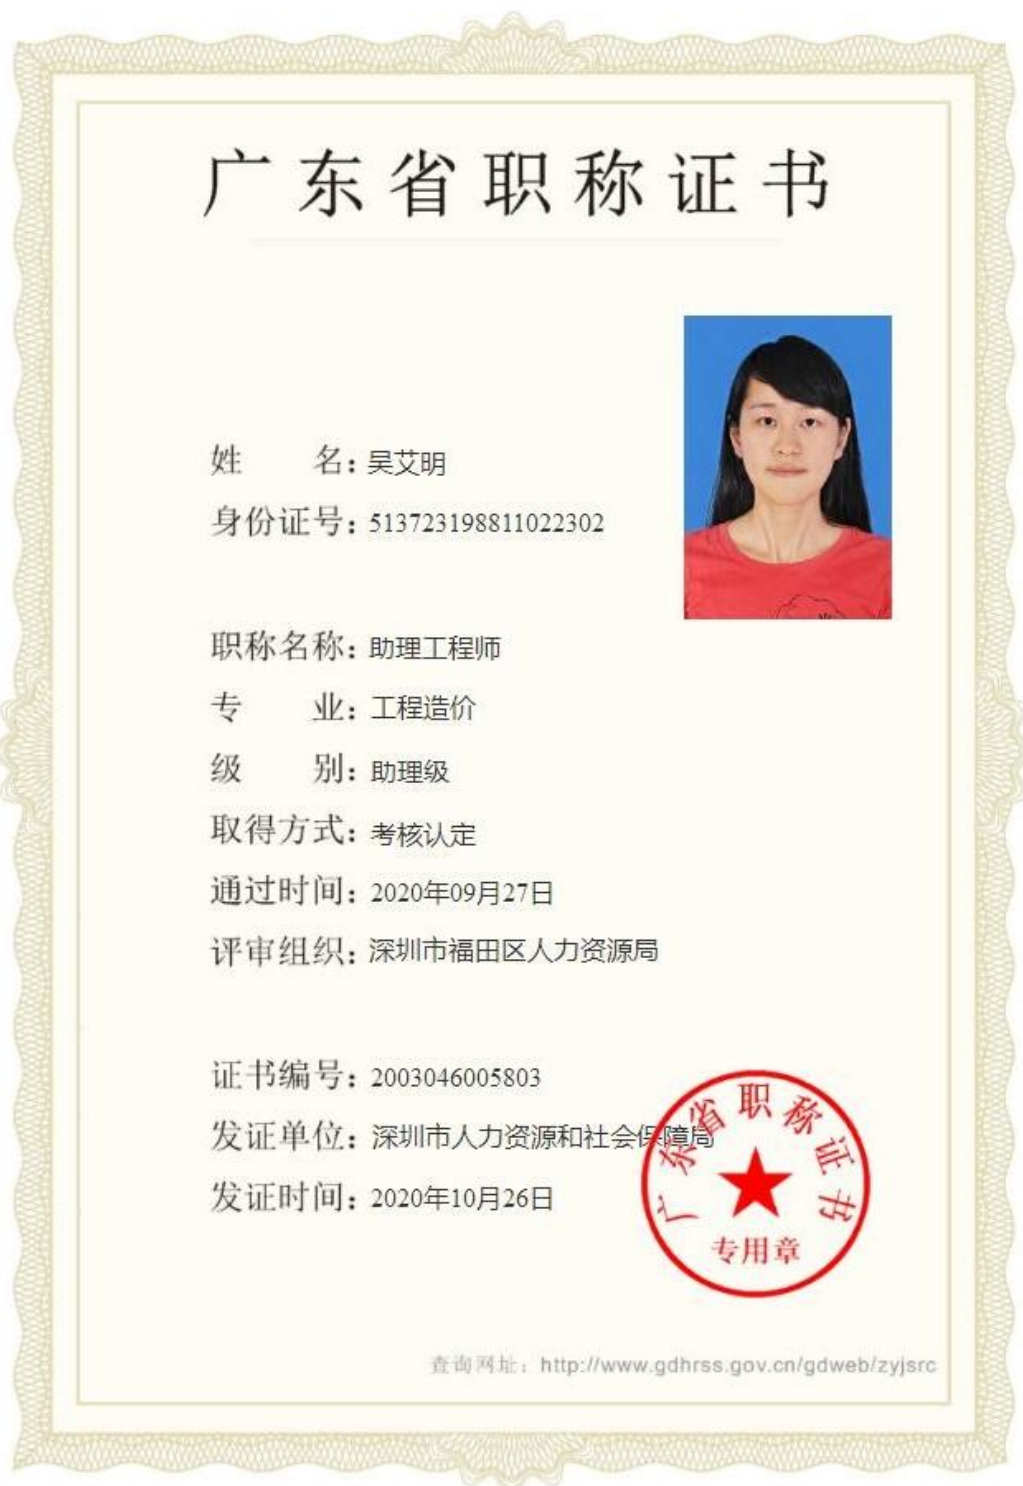 广东省职称证书
姓　　名：吴艾明
身份证号：513723198811022302
职称名称：助理工程师
专　　业：工程造价
级　　别：助理级
取得方式：考核认定
通过时间：2020年09月27日
评审组织：深圳市福田区人力资源局
证书编号：2003046005803
发证单位：深圳市人力资源和社会保障局
发证时间：2020年10月26日
广东省职称证书
专用章
查询网址：http://www.gdhrss.gov.cn/gdweb/zyjsrc